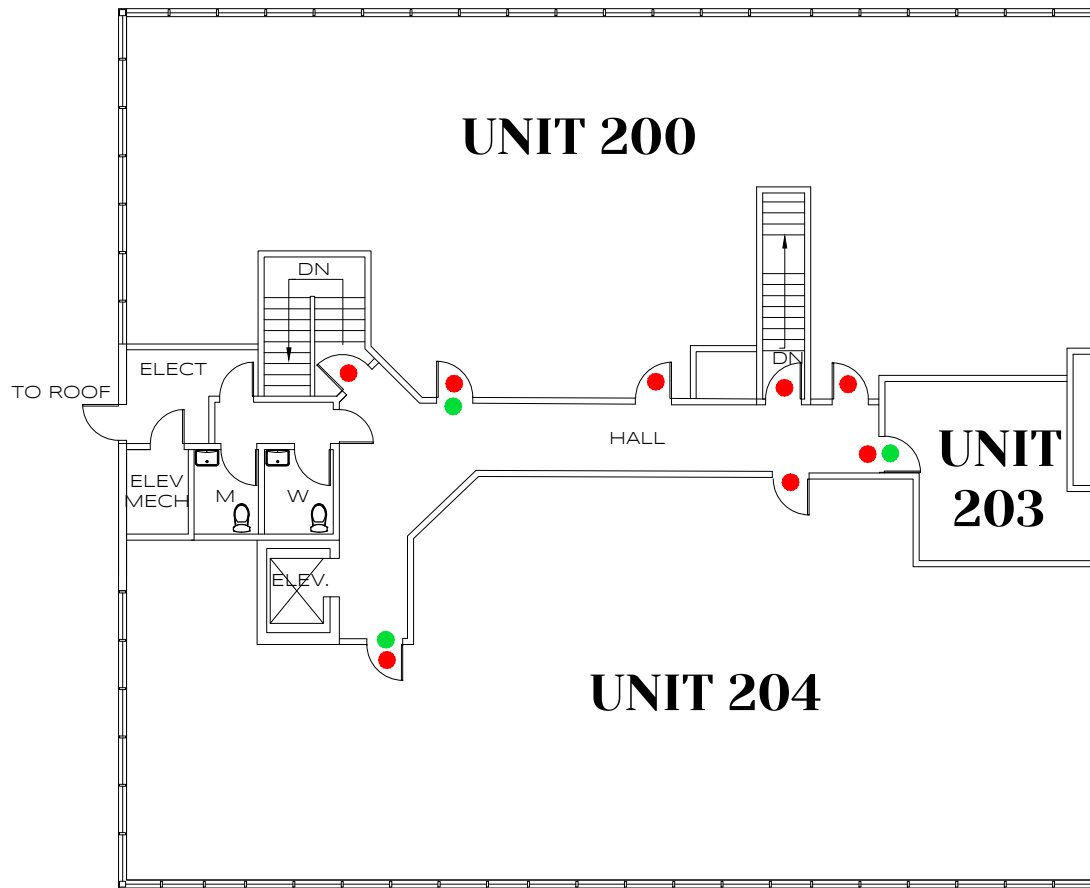 UNIT 200
DN
ELECT
TO ROOF
DN
HALL
UNIT
203
ELEV
MECH
M
W
ELEV.
UNIT 204